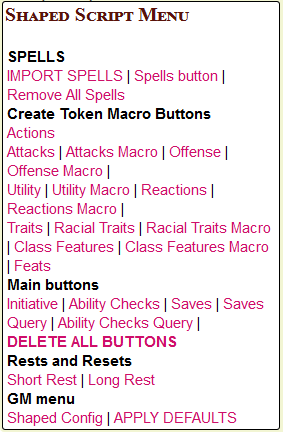 Shaped Script Menu
SPELLS
IMPORT SPELLS | Spells button |
Remove All Spells
Create Token Macro Buttons
Actions
Attacks | Attacks Macro | Offense |
Offense Macro |
Utility | Utility Macro | Reactions |
Reactions Macro |
Traits | Racial Traits | Racial Traits Macro
| Class Features | Class Features Macro
| Feats
Main buttons
Initiative | Ability Checks | Saves | Saves
Query | Ability Checks Query |
DELETE ALL BUTTONS
Rests and Resets
Short Rest | Long Rest
GM menu
Shaped Config | APPLY DEFAULTS